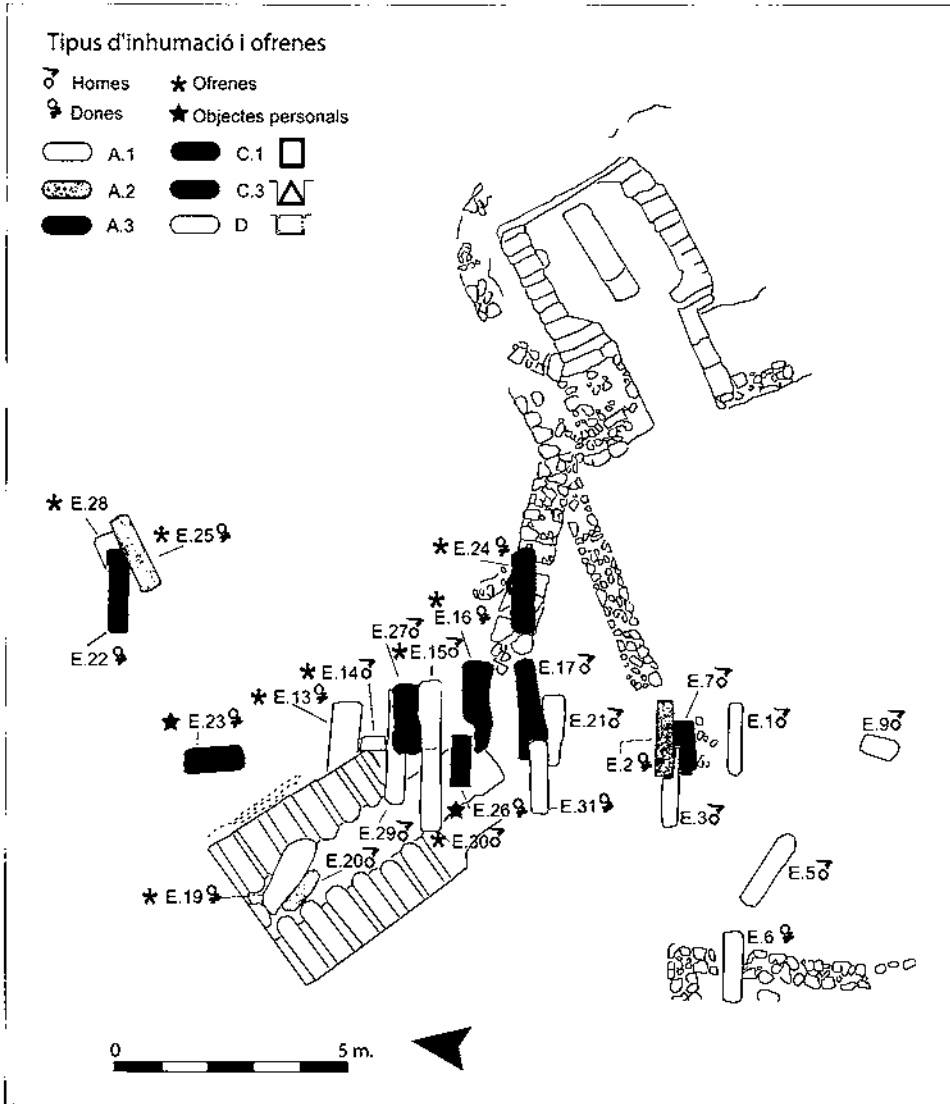 Tipus d'inhumació i ofrenes
♂ Homes
★ Ofrenes
♀ Dones
★ Objectes personals
A.1
C.1
A.2
C.3
A.3
D
* E.28
* E.25♀
E.22♀
* E.24♀
*
E.16♀
E.27♂
* E.15♂
E.17♂
* E.14♂
* E.13♀
★ E.23♀
E.21♂
E.7♂
E.1♂
E.9♂
E.2♀
E.3♂
★ E.26♀
E.31♀
E.29♂
* E.30♂
E.20♂
* E.19♀
E.5♂
E.6♀
0
5 m.